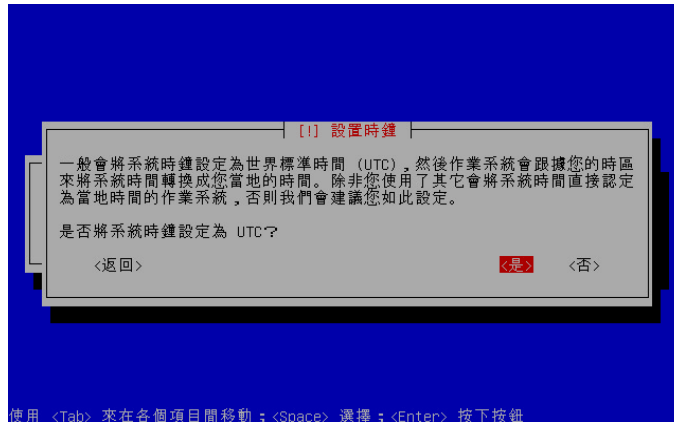 [!] 設置時鐘
一般會將系統時鐘設定為世界標準時間 (UTC) , 然後作業系統會跟據您的時區
來將系統時間轉換成您當地的時間。除非您使用了其它會將系統時間直接認定
為當地時間的作業系統 , 否則我們會建議您如此設定。
是否將系統時鐘設定為 UTC?
<返回> <是> <否>
使用 <Tab> 來在各個項目間移動 ; <Space> 選擇 ; <Enter> 按下按鈕